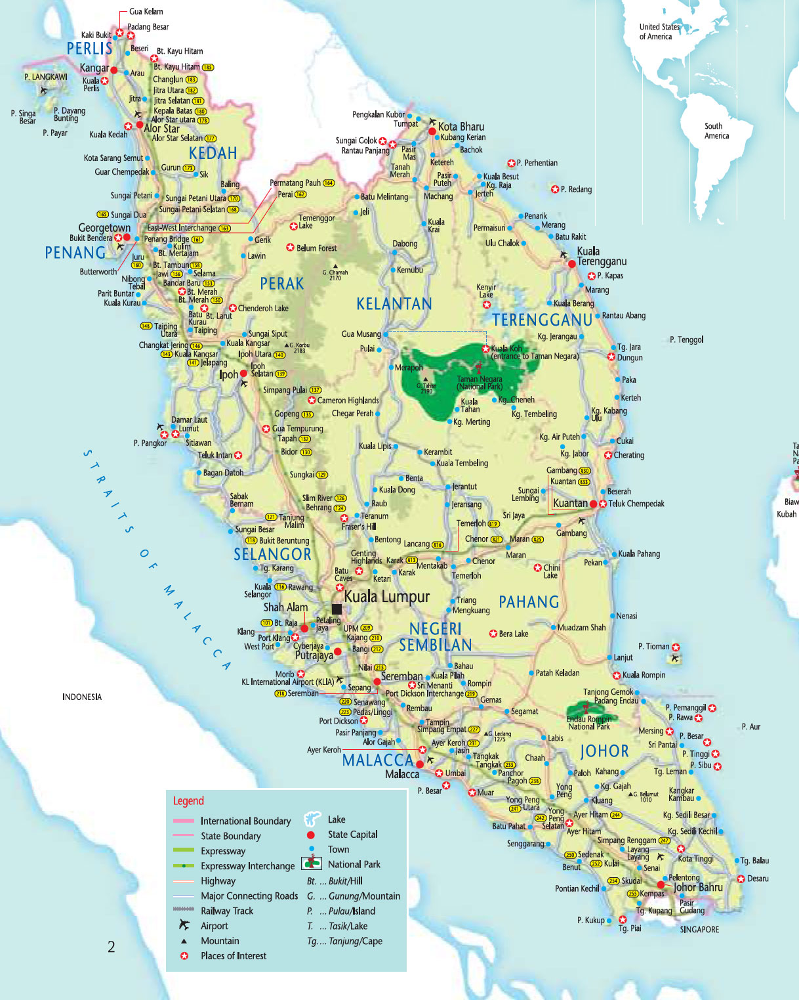 Gua Kelam
Padang Besar
Kaki Bukit
PERLIS
Beseri
Bt. Kayu Hitam
Kangar
Bt. Kayu Hitam 185
P. LANGKAWI
Arau
Kuala
Perlis
Changlun 183
Jitra Utara 182
Jitra
Jitra Selatan 181
Kepala Batas 180
P. Singa
Besar
P. Dayang
Bunting
Alor Star utara 178
Alor Star
P. Payar
Kuala Kedah
Alor Star Selatan 177
KEDAH
Kota Sarang Semut
Gurun 173
Guar Chempedak
Sik
Baling
Sungai Petani
Sungai Petani Utara 170
Sungai Petani Selatan 168
165 Sungai Dua
Permatang Pauh 164
Perai 162
Georgetown
East-West Interchange 163
Bukit Bendera
Penang Bridge 161
PENANG
Kulim
Bt. Mertajam
Juru
160
Butterworth
Bt. Tambun 158
Jawi 156
Selama
Nibong
Tebal
Bandar Baru 153
Parit Buntar
Bt. Merah
Bt. Merah 150
Kuala Kurau
Batu
Kurau
Bt. Larut
Chenderoh Lake
148 Taiping
Utara
Taiping
Sungai Siput
Changkat Jering 146
Kuala Kangsar
143 Kuala Kangsar
Ipoh Utara 140
141 Jelapang
Ipoh
Selatan 139
Ipoh
Pengkalan Kubor
Tumpat
Kota Bharu
Sungai Golok
Rantau Panjang
Pasir
Mas
Kubang Kerian
Bachok
Ketereh
Tanah
Merah
Pasir
Puteh
Kuala Besut
Kg. Raja
P. Perhentian
P. Redang
Machang
Jerteh
Batu Melintang
Jeli
Temenggor
Lake
Kuala
Krai
Gerik
Belum Forest
Lawin
Dabong
Kemubu
G. Chamah
2170
PERAK
KELANTAN
Penarik
Permaisuri
Merang
Batu Rakit
Ulu Chalok
Kuala
Terengganu
P. Kapas
Marang
Kenyir
Lake
Kuala Berang
TERENGGANU
Rantau Abang
Kg. Jerangau
P. Tenggol
Tg. Jara
Dungun
Gua Musang
Pulai
G. Korbu
2183
Kuala Koh
(entrance to Taman Negara)
Merapoh
G. Tahan
2190
Taman Negara
(National Park)
Paka
Kerteh
Simpang Pulai 137
Cameron Highlands
Kuala
Tahan
Kg. Cheneh
Kg. Tembeling
Kg. Kabang
Ulu
Gopeng 135
Chegar Perah
Kg. Merting
Damar Laut
Lumut
P. Pangkor
Sitiawan
Gua Tempurung
Tapah 132
Bidor 130
Teluk Intan
Kuala Lipis
Kerambit
Kuala Tembeling
Kg. Air Puteh
Kg. Jabor
Cukai
Cherating
Bagan Datoh
Sungkai 129
Benta
Gambang 830
Kuantan 833
Kuala Dong
Jerantut
Sungai
Lembing
Beserah
Sabak
Bernam
Slim River 126
Behrang 124
Raub
Jeransang
Kuantan
Teluk Chempedak
121 Tanjung
Malim
Teranum
Fraser's Hill
Sri Jaya
Temerloh 819
Gambang
Sungai Besar
118 Bukit Beruntung
Bentong
Lancang 816
Chenor 821
Maran 825
Maran
SELANGOR
Genting
Highlands
Karak 813
Mentakab
Chenor
Kuala Pahang
Pekan
Tg. Karang
Batu
Caves
Ketari
Karak
Temerloh
Chini
Lake
Kuala
Selangor
116 Rawang
Kuala Lumpur
Triang
Mengkuang
PAHANG
Shah Alam
101 Bt. Raja
Petaling
Jaya
Nenasi
Klang
UPM 209
NEGERI
SEMBILAN
Bera Lake
Muadzam Shah
Port Klang
Kajang 210
West Port
Cyberjaya
Bangi 212
P. Tioman
Putrajaya
Lanjut
Nilai 215
Bahau
Morib
Seremban
Kuala Pilah
Patah Keladan
Kuala Rompin
KL International Airport (KLIA)
Sri Menanti
Rompin
Sepang
218 Seremban
Port Dickson Interchange 219
Tanjong Gemok
Padang Endau
220 Senawang
Gemas
223 Pedas/Linggi
Rembau
Segamat
P. Pemanggil
P. Rawa
Port Dickson
Tampin
Endau Rompin
National Park
Simpang Empat 227
Mersing
P. Aur
Pasir Panjang
G. Ledang
1275
P. Besar
Alor Gajah
Ayer Keroh 231
Labis
Sri Pantai
Ayer Keroh
Jasin
JOHOR
P. Tinggi
MALACCA
Tangkak
Tangkak 235
Chaah
P. Sibu
Malacca
Umbai
Panchor
Paloh
Kahang
Tg. Leman
Pagoh 238
P. Besar
Muar
Yong
Peng
Kg. Gajah
G. Belumut
1010
Kangkar
Kambau
Yong Peng
241 Utara
Kluang
242 Yong
Peng
Selatan
Ayer Hitam 244
Kg. Sedili Besar
Batu Pahat
Ayer Hitam
Kg. Sedili Kechil
Senggarang
Simpang Renggam 247
Layang
Layang
Kota Tinggi
250 Sedenak
Tg. Balau
Benut
252 Kulai
Senai
254 Skudai
Pelentong
Desaru
Pontian Kechil
Johor Bahru
255 Kempas
Pasir
Gudang
Tg. Kupang
P. Kukup
Tg. Piai
SINGAPORE
STRAITS OF MALACCA
INDONESIA
United States
of America
South
America
Ta
Na
Pa
Biaw
Kubah
Legend
International Boundary
State Boundary
Expressway
Expressway Interchange
Highway
Major Connecting Roads
Railway Track
Airport
Mountain
Places of Interest
Lake
State Capital
Town
National Park
Bt. ... Bukit/Hill
G. ... Gunung/Mountain
P. ... Pulau/Island
T. ... Tasik/Lake
Tg. ... Tanjung/Cape
2